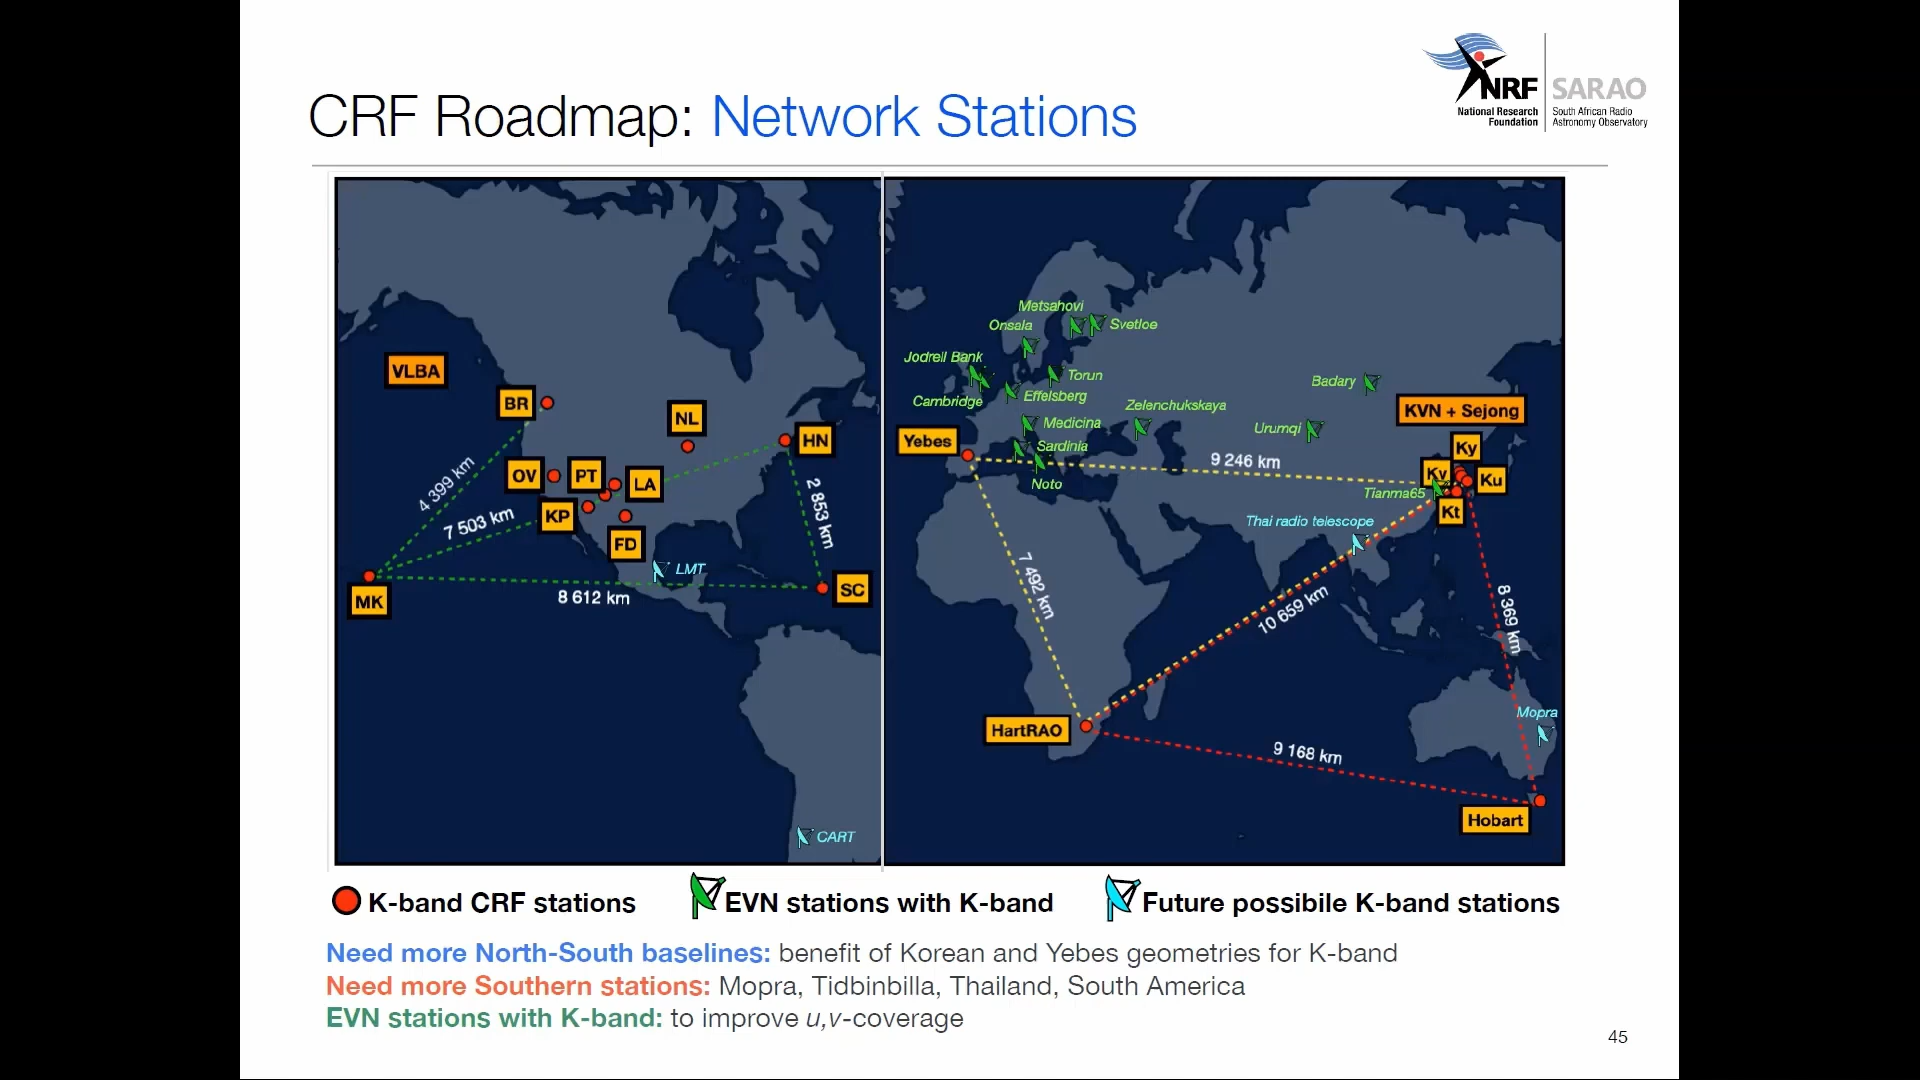 CRF Roadmap: Network Stations
NRF
National Research
Foundation
SARAO
South African Radio
Astronomy Observatory
VLBA
BR
NL
HN
OV
PT
LA
KP
FD
MK
SC
LMT
CART
4 399 km
7 503 km
8 612 km
2 853 km
Metsahovi
Onsala
Svetloe
Jodrell Bank
Torun
Cambridge
Effelsberg
Badary
Zelenchukskaya
Medicina
Urumqi
KVN + Sejong
Yebes
Sardinia
Ky
9 246 km
Kv
Ku
Noto
Tianma65
Kt
Thai radio telescope
7 492 km
10 659 km
8 369 km
Mopra
HartRAO
9 168 km
Hobart
K-band CRF stations
EVN stations with K-band
Future possibile K-band stations
Need more North-South baselines: benefit of Korean and Yebes geometries for K-band
Need more Southern stations: Mopra, Tidbinbilla, Thailand, South America
EVN stations with K-band: to improve u,v-coverage
45